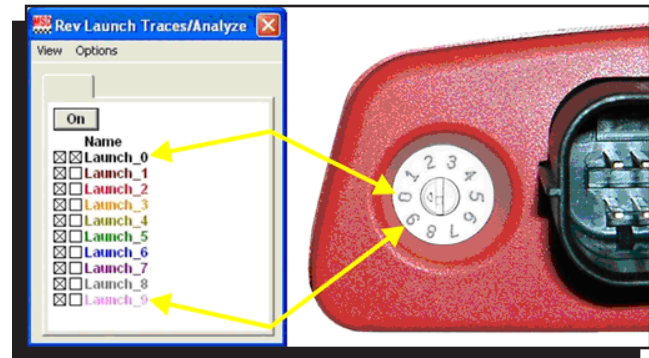 MSD Rev Launch Traces/Analyze
View Options
On
Name
Launch_0
Launch_1
Launch_2
Launch_3
Launch_4
Launch_5
Launch_6
Launch_7
Launch_8
Launch_9
0 1 2 3 4 5 6 7 8 9